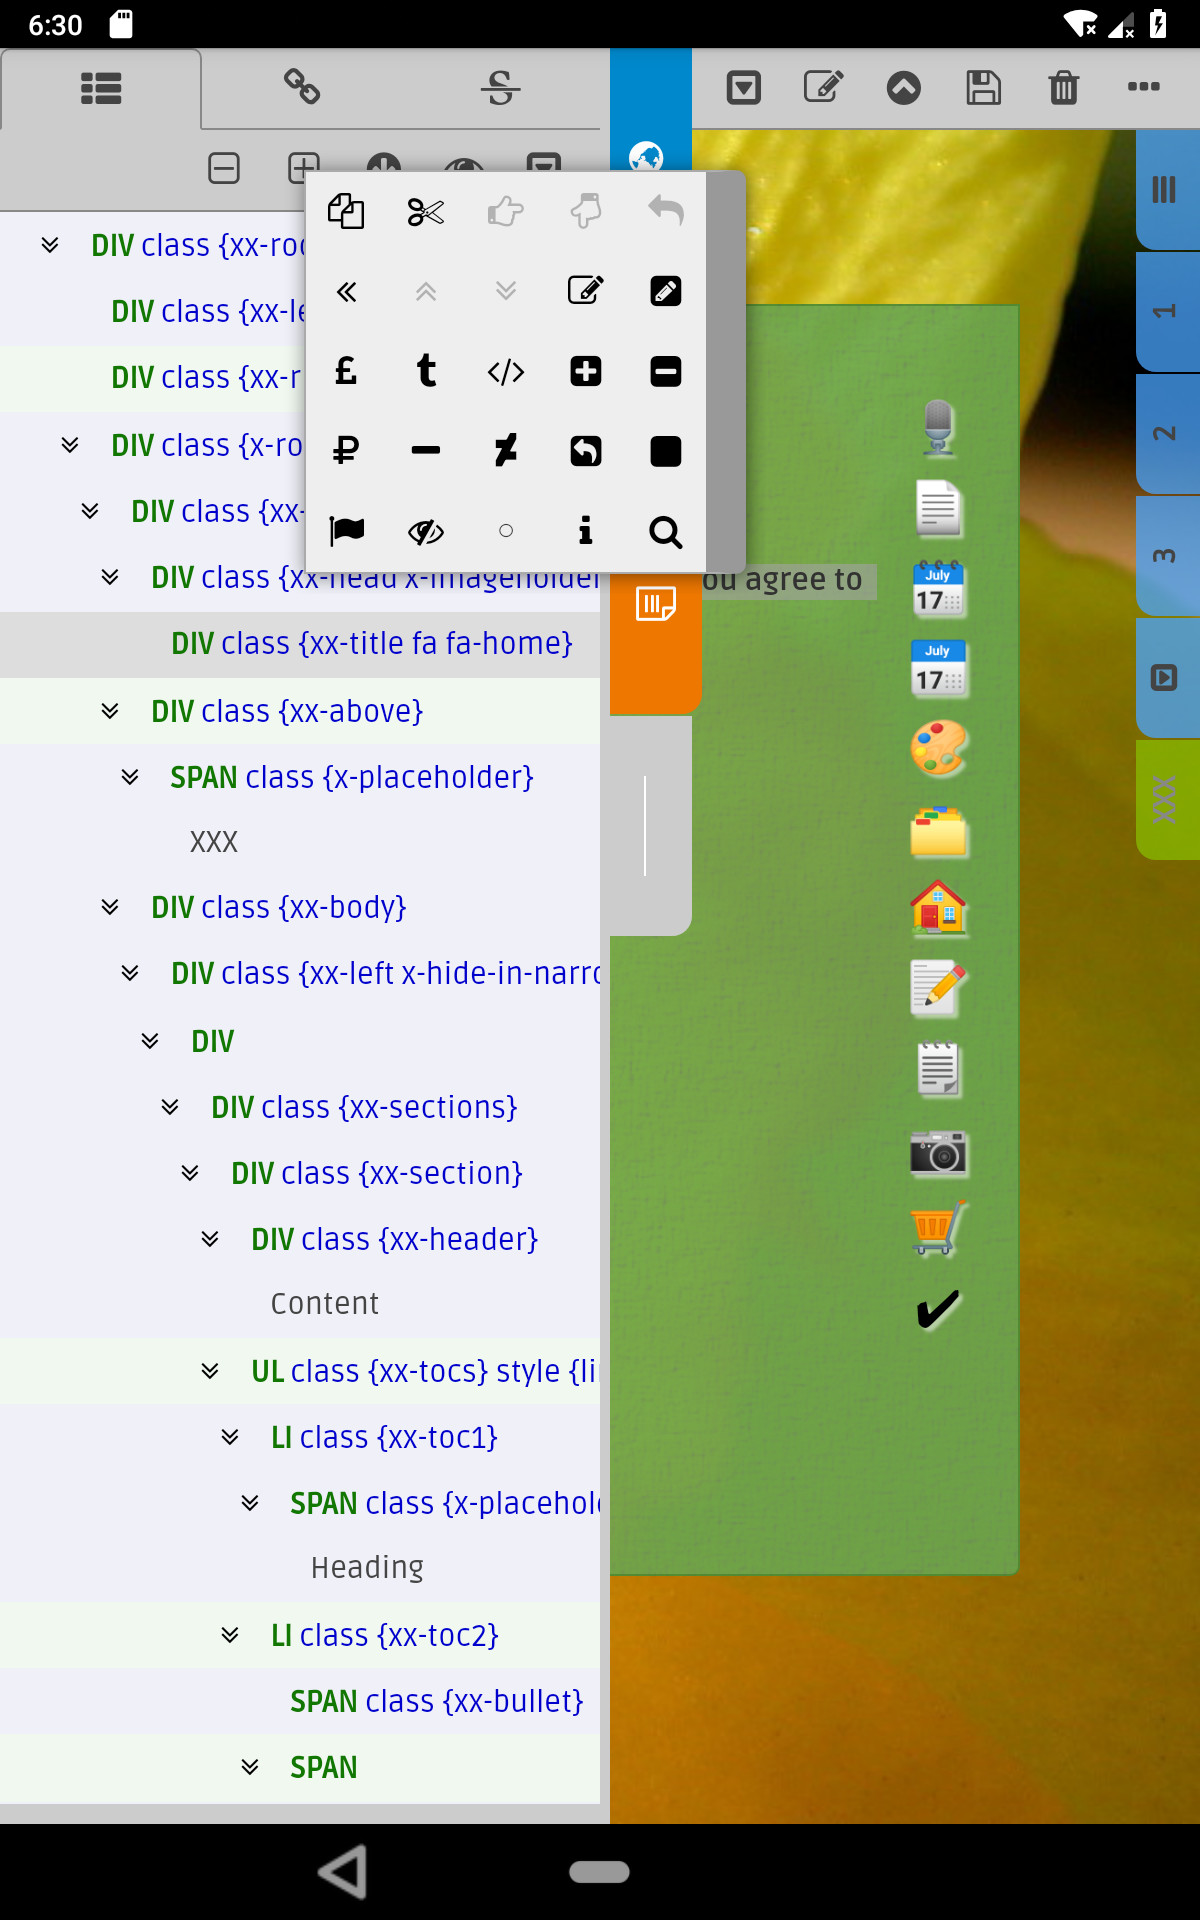 6:30
DIV class {xx-roo
DIV class {xx-le
DIV class {xx-r
DIV class {x-ro
DIV class {xx-
DIV class {xx-head x-imageholder
DIV class {xx-title fa fa-home}
DIV class {xx-above}
SPAN class {x-placeholder}
XXX
DIV class {xx-body}
DIV class {xx-left x-hide-in-narro
DIV
DIV class {xx-sections}
DIV class {xx-section}
DIV class {xx-header}
Content
UL class {xx-tocs} style {li
LI class {xx-toc1}
SPAN class {x-placehol
Heading
LI class {xx-toc2}
SPAN class {xx-bullet}
SPAN
ou agree to
July
17
July
17
1
2
3
XXX